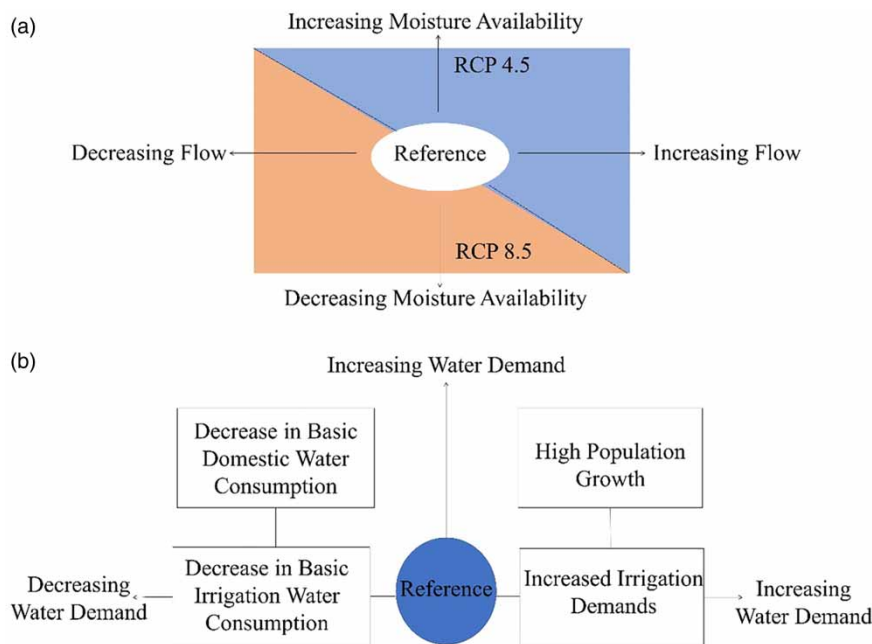 (a)
Increasing Moisture Availability
RCP 4.5
Decreasing Flow
Reference
Increasing Flow
RCP 8.5
Decreasing Moisture Availability
(b)
Increasing Water Demand
Decrease in Basic
Domestic Water
Consumption
High Population
Growth
Decreasing
Water Demand
Decrease in Basic
Irrigation Water
Consumption
Reference
Increased Irrigation
Demands
Increasing
Water Demand